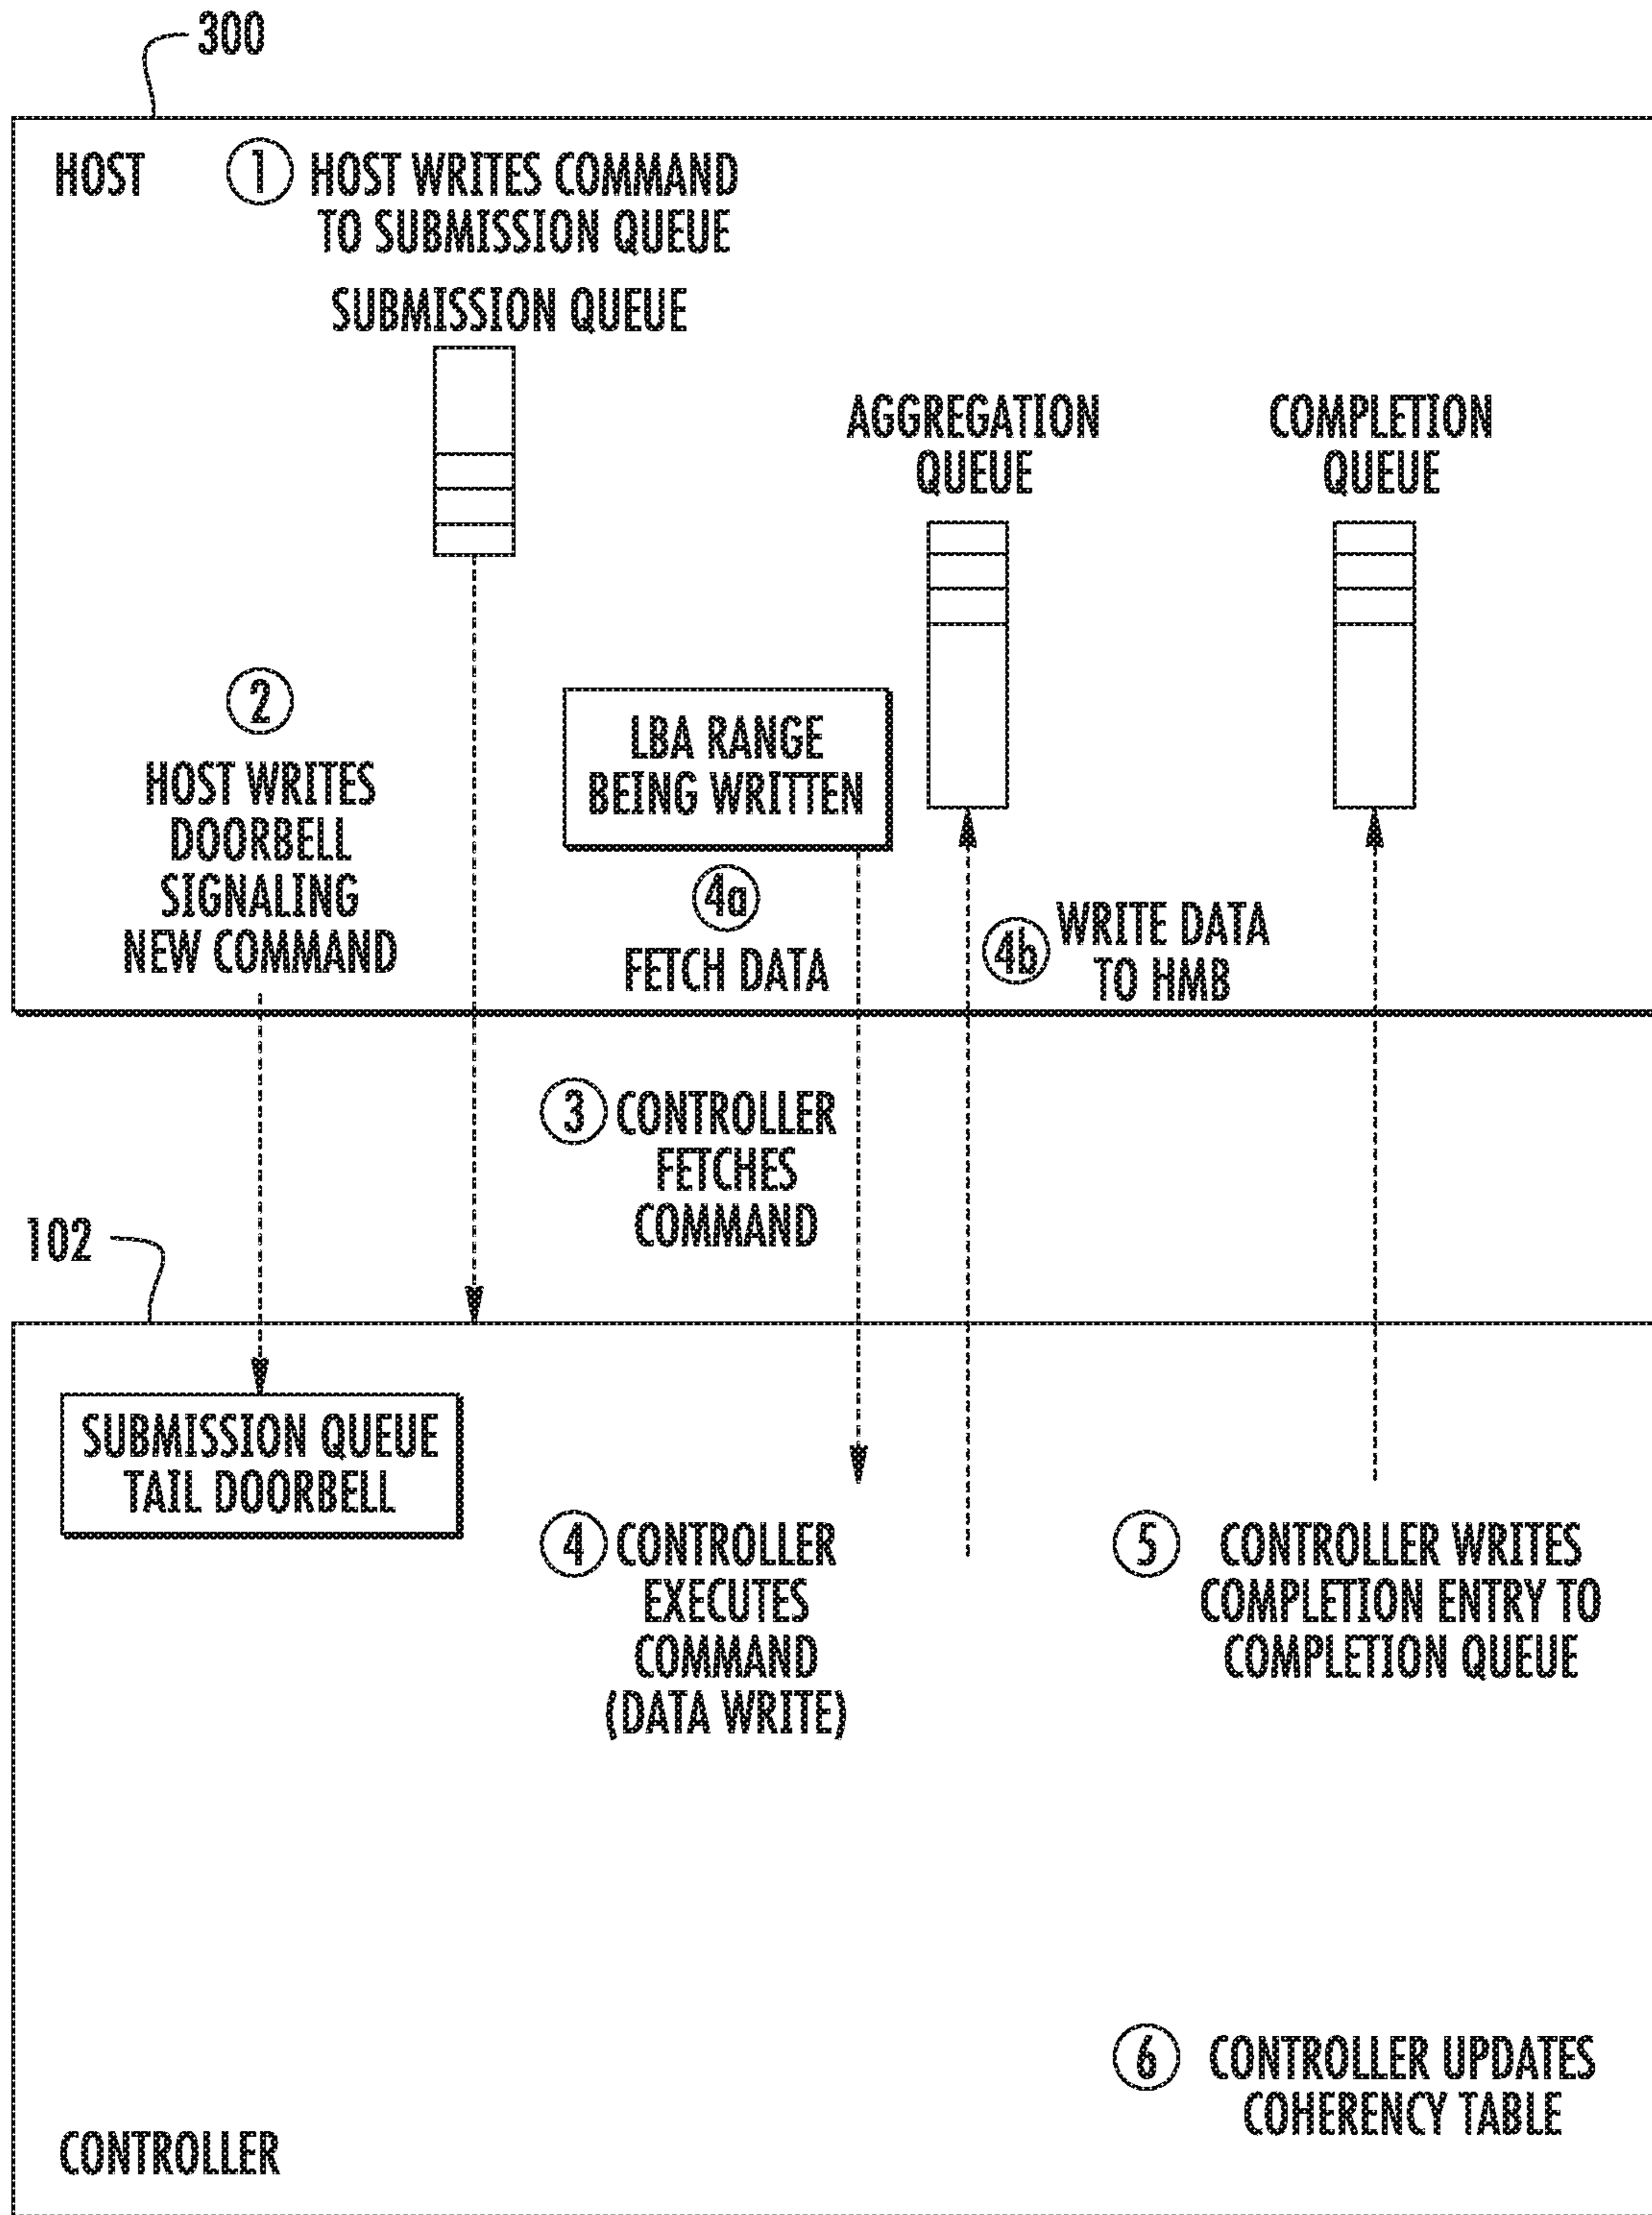 300
HOST
1 HOST WRITES COMMAND
TO SUBMISSION QUEUE
SUBMISSION QUEUE
AGGREGATION
QUEUE
COMPLETION
QUEUE
2
HOST WRITES
DOORBELL
SIGNALING
NEW COMMAND
LBA RANGE
BEING WRITTEN
4a
FETCH DATA
4b WRITE DATA
TO HMB
3 CONTROLLER
FETCHES
COMMAND
102
SUBMISSION QUEUE
TAIL DOORBELL
4 CONTROLLER
EXECUTES
COMMAND
(DATA WRITE)
5 CONTROLLER WRITES
COMPLETION ENTRY TO
COMPLETION QUEUE
6 CONTROLLER UPDATES
COHERENCY TABLE
CONTROLLER